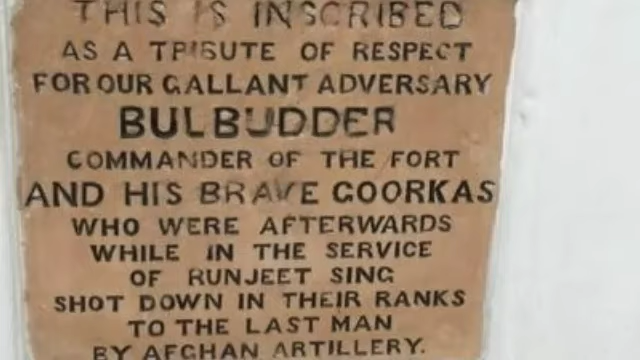 THIS IS INSCRIBED
AS A TRIBUTE OF RESPECT
FOR OUR GALLANT ADVERSARY
BULBUDDER
COMMANDER OF THE FORT
AND HIS BRAVE GOORKAS
WHO WERE AFTERWARDS
WHILE IN THE SERVICE
OF RUNJEET SING
SHOT DOWN IN THEIR RANKS
TO THE LAST MAN
BY AFGHAN ARTILLERY.